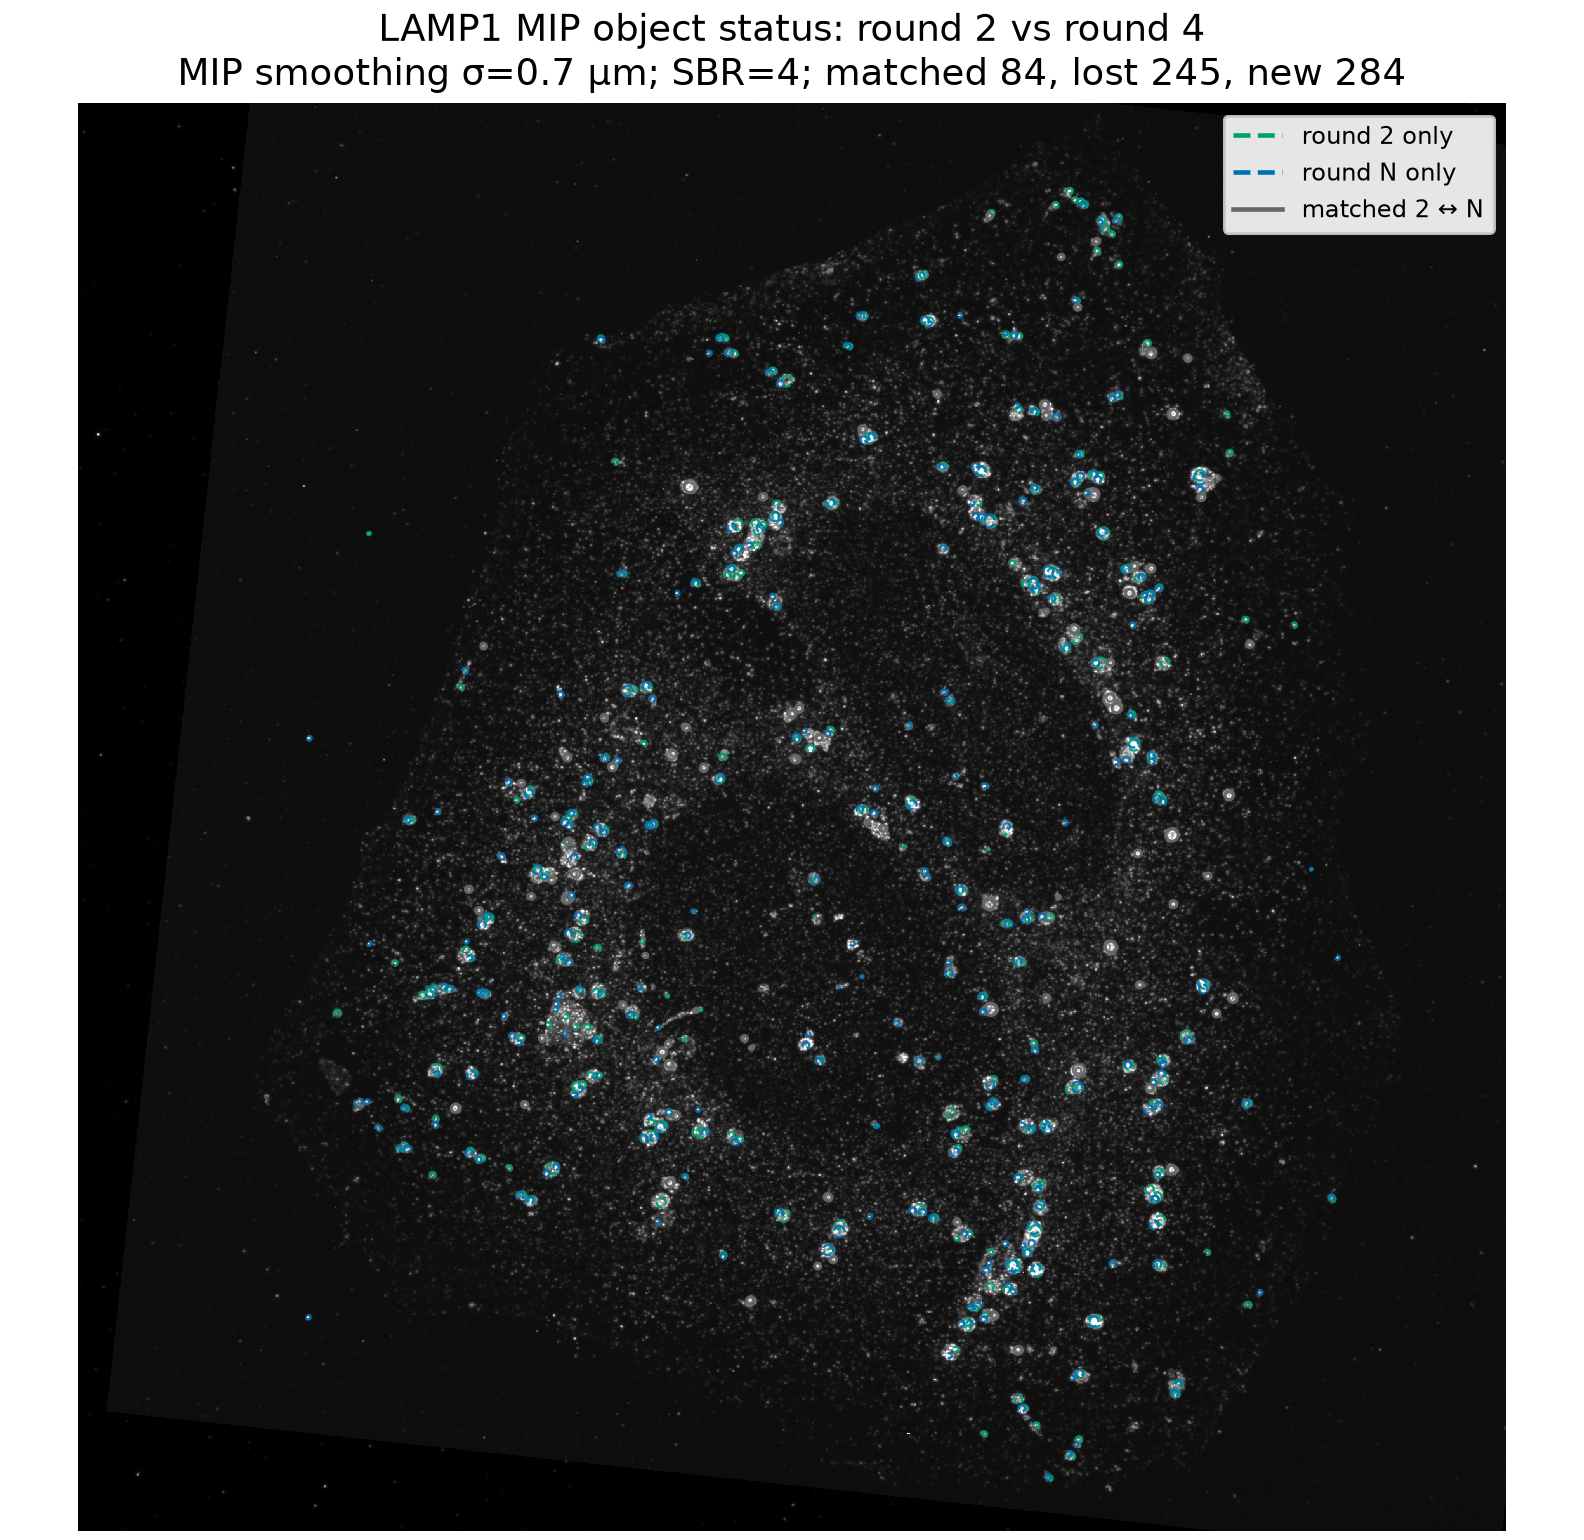 LAMP1 MIP object status: round 2 vs round 4
MIP smoothing σ=0.7 μm; SBR=4; matched 84, lost 245, new 284
round 2 only
round N only
matched 2 ↔ N